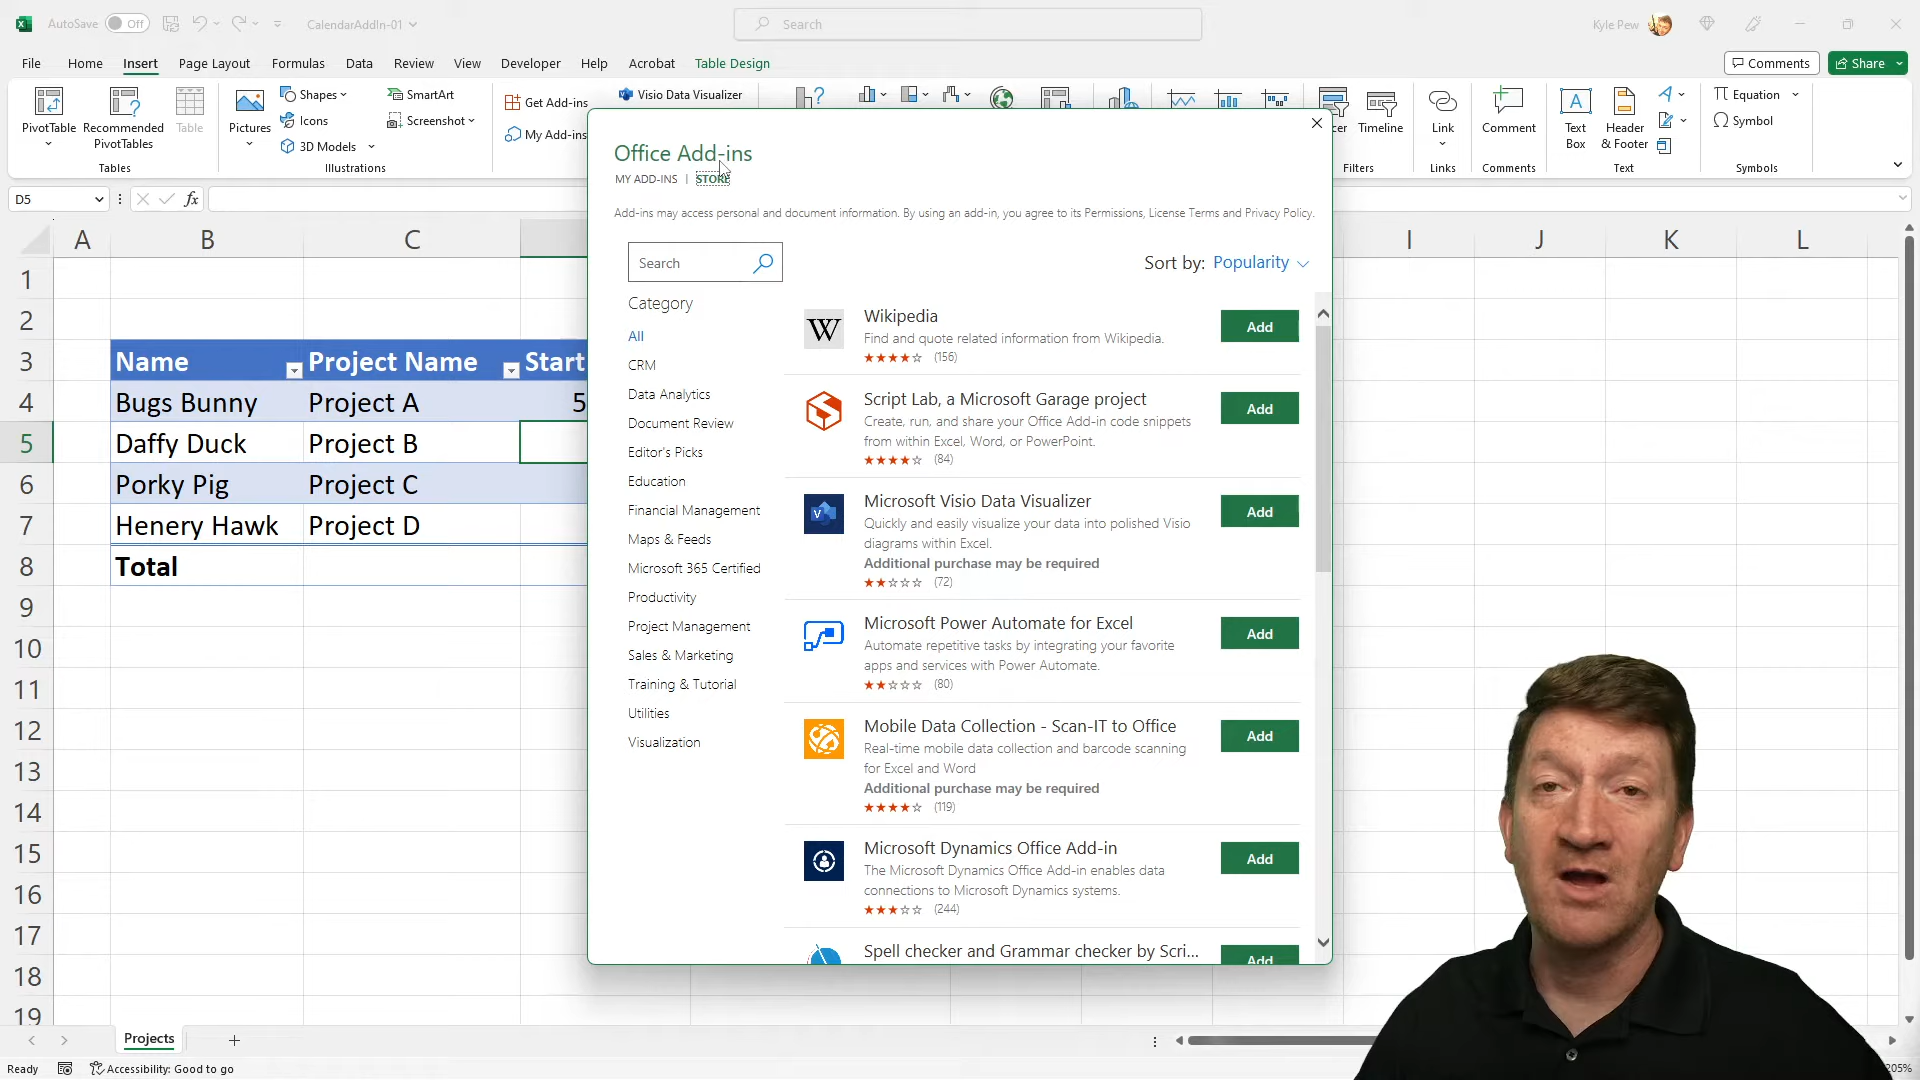 AutoSave Off CalendarAddIn-01 Search Kyle Pew
File Home Insert Page Layout Formulas Data Review View Developer Help Acrobat Table Design Comments Share
PivotTable
Recommended
PivotTables
Table
Tables
Pictures
Shapes
Icons
3D Models
SmartArt
Screenshot
Illustrations
Get Add-ins
My Add-ins
Visio Data Visualizer
Timeline
Filters
Link
Links
Comment
Comments
Text
Box
Header
& Footer
Text
Equation
Symbol
Symbols
D5 fx
A B C I J K L
1
2
3 Name Project Name Start
4 Bugs Bunny Project A 5
5 Daffy Duck Project B
6 Porky Pig Project C
7 Henery Hawk Project D
8 Total
9
10
11
12
13
14
15
16
17
18
19
Office Add-ins
MY ADD-INS | STORE
Add-ins may access personal and document information. By using an add-in, you agree to its Permissions, License Terms and Privacy Policy.
Search
Sort by: Popularity
Category
All
CRM
Data Analytics
Document Review
Editor's Picks
Education
Financial Management
Maps & Feeds
Microsoft 365 Certified
Productivity
Project Management
Sales & Marketing
Training & Tutorial
Utilities
Visualization
Wikipedia
Find and quote related information from Wikipedia.
(156)
Add
Script Lab, a Microsoft Garage project
Create, run, and share your Office Add-in code snippets
from within Excel, Word, or PowerPoint.
(84)
Add
Microsoft Visio Data Visualizer
Quickly and easily visualize your data into polished Visio
diagrams within Excel.
Additional purchase may be required
(72)
Add
Microsoft Power Automate for Excel
Automate repetitive tasks by integrating your favorite
apps and services with Power Automate.
(80)
Add
Mobile Data Collection - Scan-IT to Office
Real-time mobile data collection and barcode scanning
for Excel and Word
Additional purchase may be required
(119)
Add
Microsoft Dynamics Office Add-in
The Microsoft Dynamics Office Add-in enables data
connections to Microsoft Dynamics systems.
(244)
Add
Spell checker and Grammar checker by Scri...
Add
Projects
Ready Accessibility: Good to go 205%